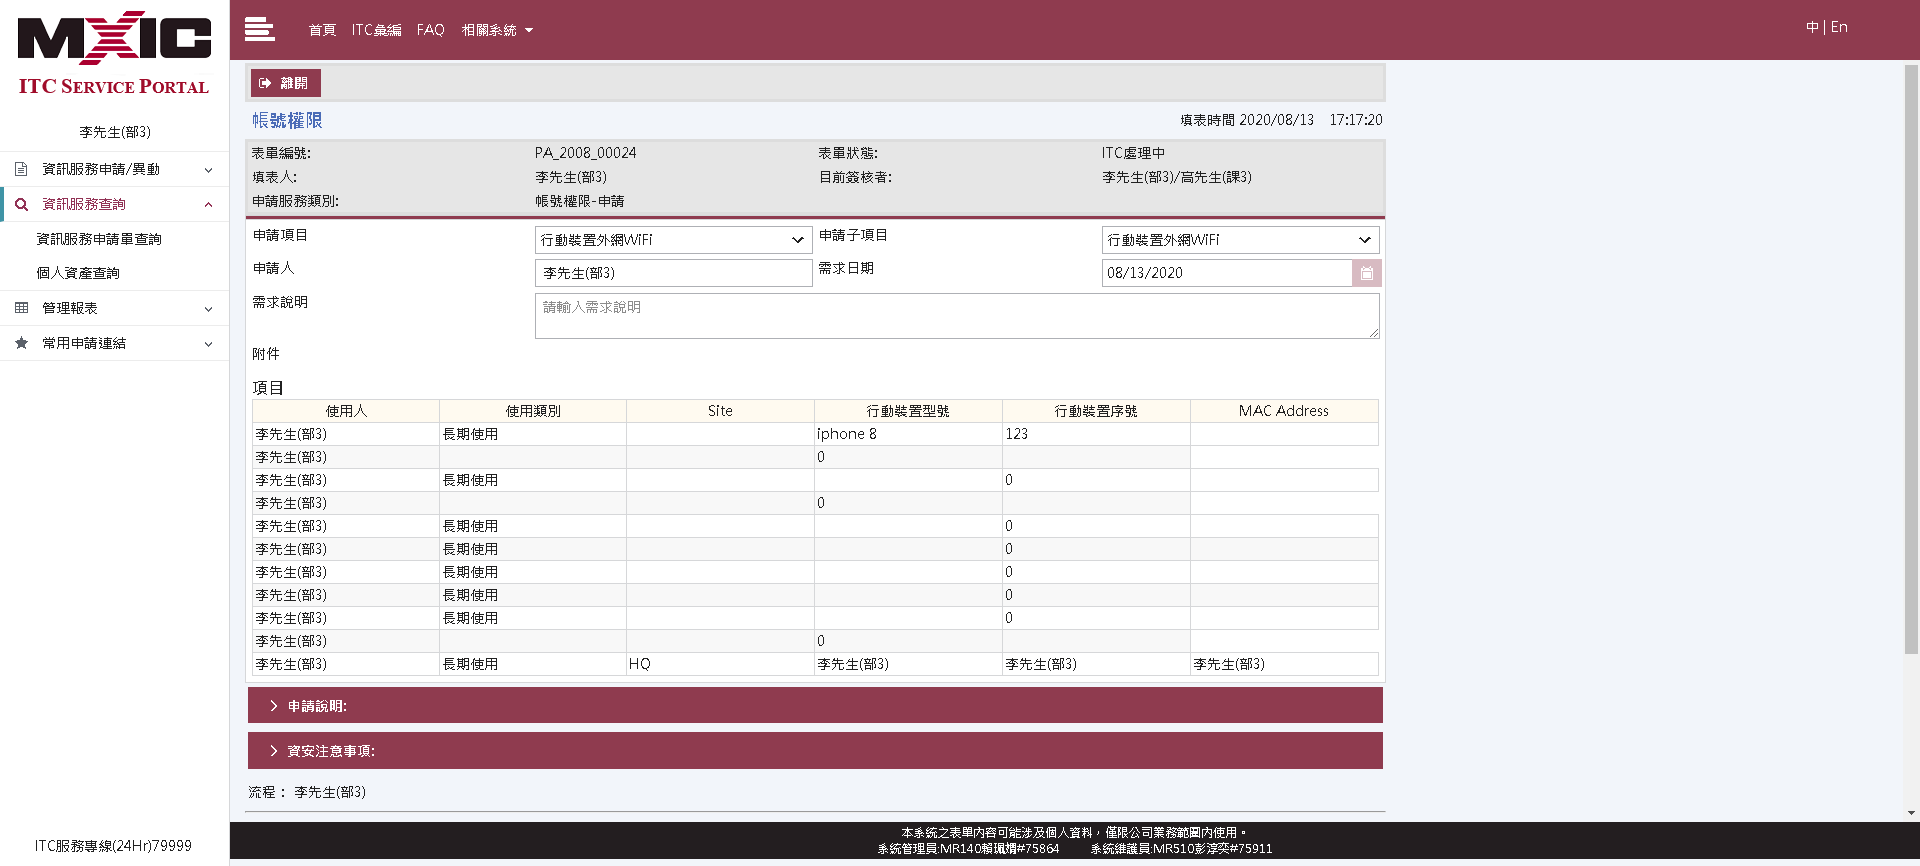 MXIC
ITC SERVICE PORTAL
李先生(部3)
資訊服務申請/異動
資訊服務查詢
資訊服務申請單查詢
個人資產查詢
管理報表
常用申請連結
ITC服務專線(24Hr)79999
首頁 ITC彙編 FAQ 相關系統
中 | En
離開
帳號權限 填表時間 2020/08/13 17:17:20
表單編號: PA_2008_00024 表單狀態: ITC處理中
填表人: 李先生(部3) 目前簽核者: 李先生(部3)/高先生(課3)
申請服務類別: 帳號權限-申請
申請項目 行動裝置外網WiFi 申請子項目 行動裝置外網WiFi
申請人 李先生(部3) 需求日期 08/13/2020
需求說明 請輸入需求說明
附件
項目
使用人 使用類別 Site 行動裝置型號 行動裝置序號 MAC Address
李先生(部3) 長期使用 iphone 8 123
李先生(部3) 0
李先生(部3) 長期使用 0
李先生(部3) 0
李先生(部3) 長期使用 0
李先生(部3) 長期使用 0
李先生(部3) 長期使用 0
李先生(部3) 長期使用 0
李先生(部3) 長期使用 0
李先生(部3) 0
李先生(部3) 長期使用 HQ 李先生(部3) 李先生(部3) 李先生(部3)
申請說明:
資安注意事項:
流程： 李先生(部3)
本系統之表單內容可能涉及個人資料，僅限公司業務範圍內使用。
系統管理員:MR140賴珮嫺#75864 系統維護員:MR510彭淳奕#75911